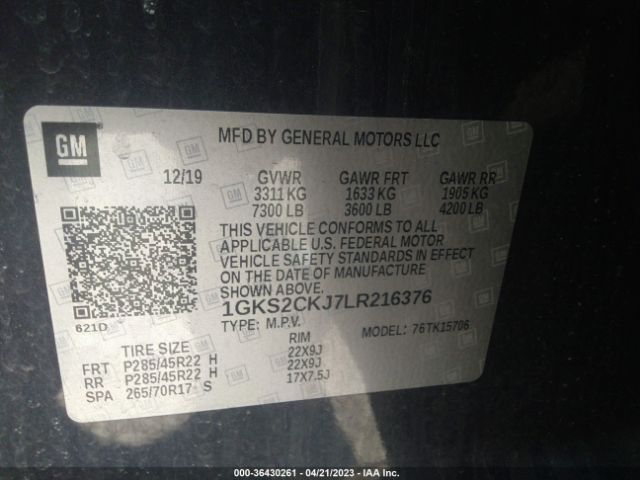 GM
MFD BY GENERAL MOTORS LLC
12/19 GVWR GAWR FRT GAWR RR
3311 KG 1633 KG 1905 KG
7300 LB 3600 LB 4200 LB
THIS VEHICLE CONFORMS TO ALL
APPLICABLE U.S. FEDERAL MOTOR
VEHICLE SAFETY STANDARDS IN EFFECT
ON THE DATE OF MANUFACTURE
SHOWN ABOVE.
1GKS2CKJ7LR216376
621D
TYPE: M.P.V. MODEL: 76TK15706
TIRE SIZE RIM
FRT P285/45R22 H 22X9J
RR P285/45R22 H 22X9J
SPA 265/70R17 S 17X7.5J
000-36430261 - 04/21/2023 - IAA Inc.